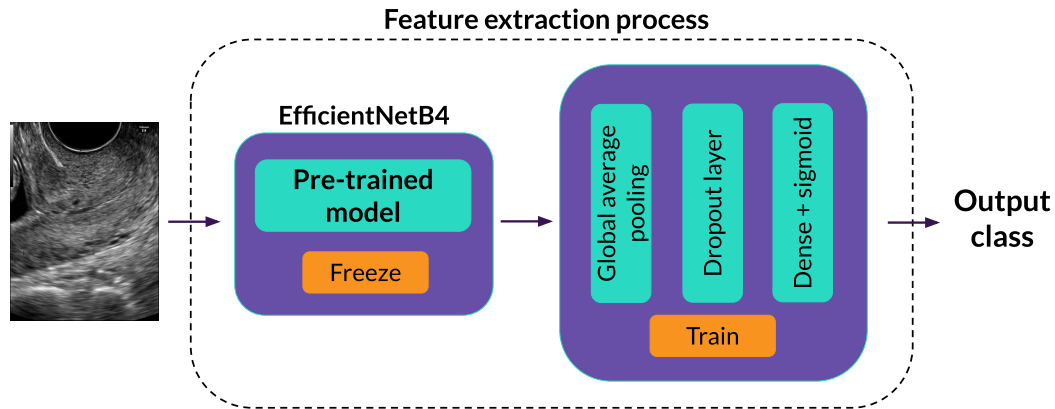 Feature extraction process
EfficientNetB4
Pre-trained
model
Freeze
Global average
pooling
Dropout layer
Dense + sigmoid
Train
Output
class